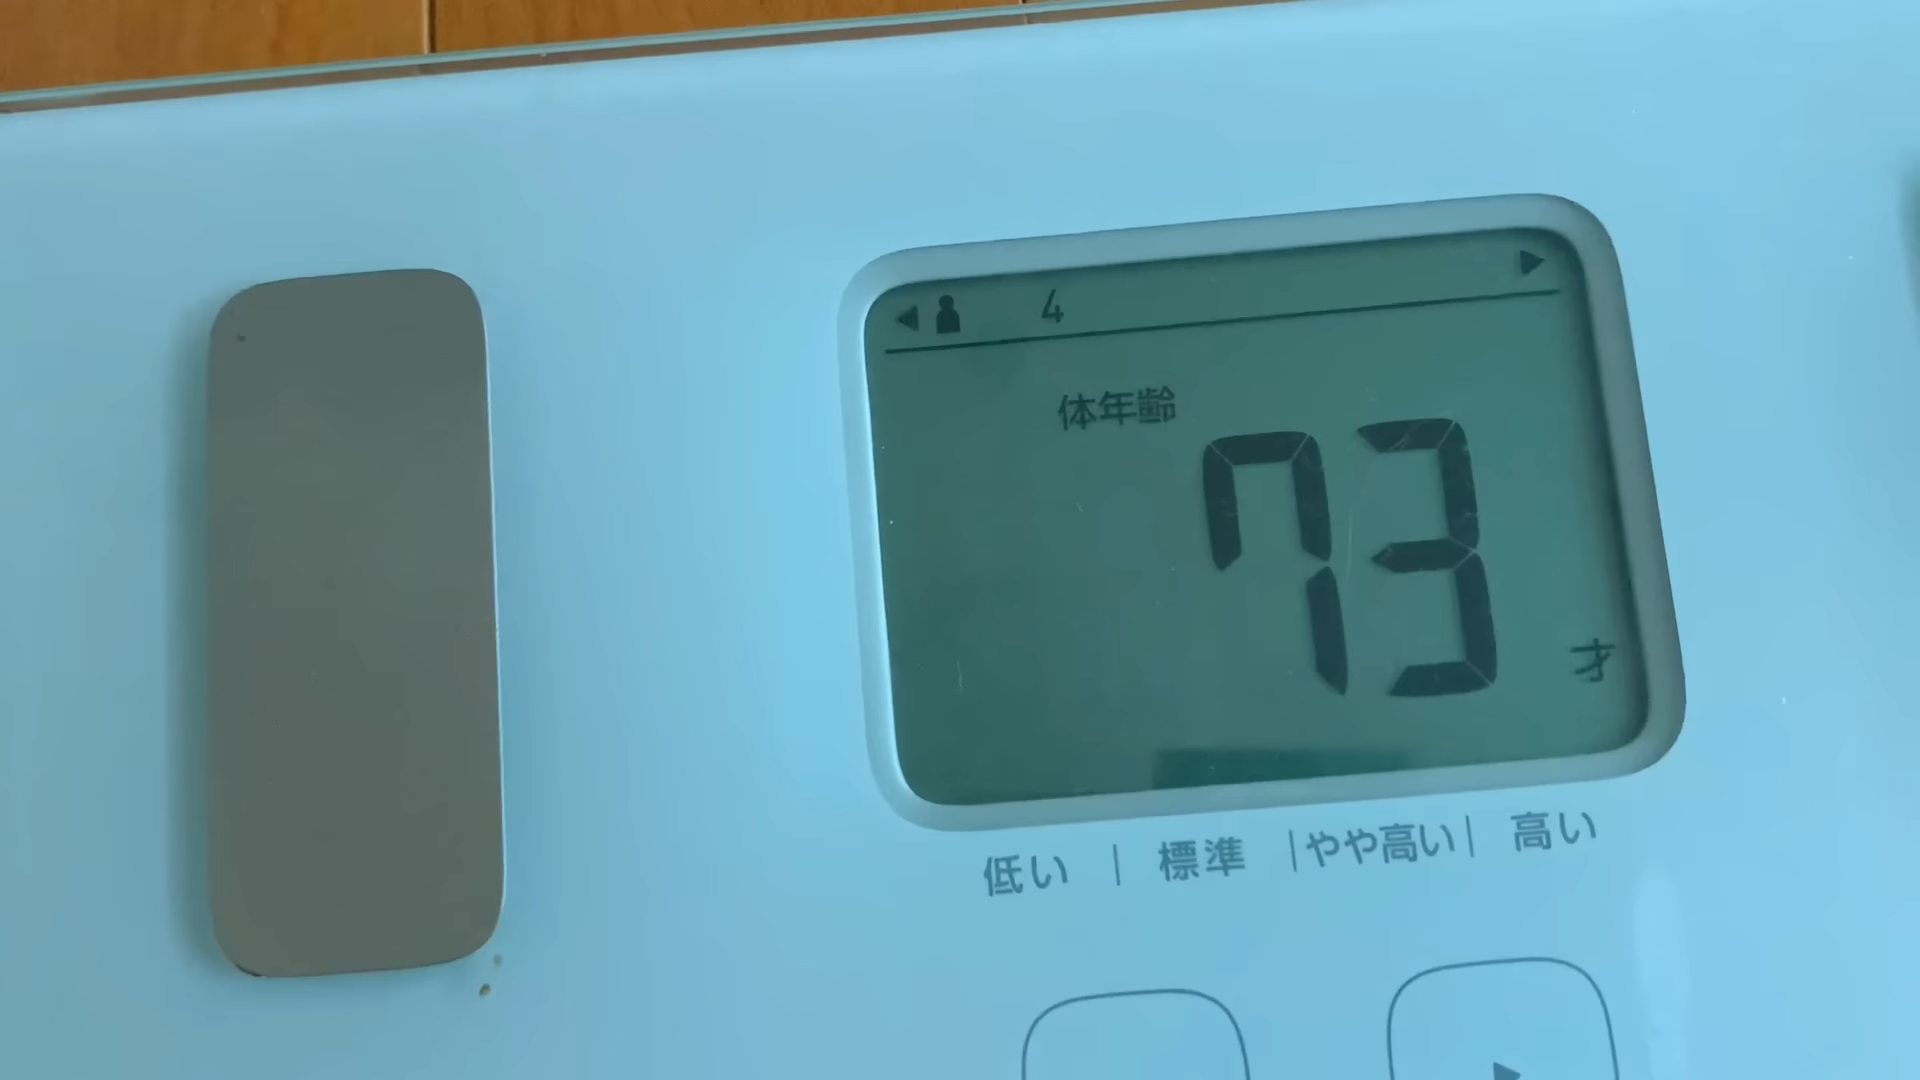 4
体年齢
73 才
低い | 標準 | やや高い | 高い